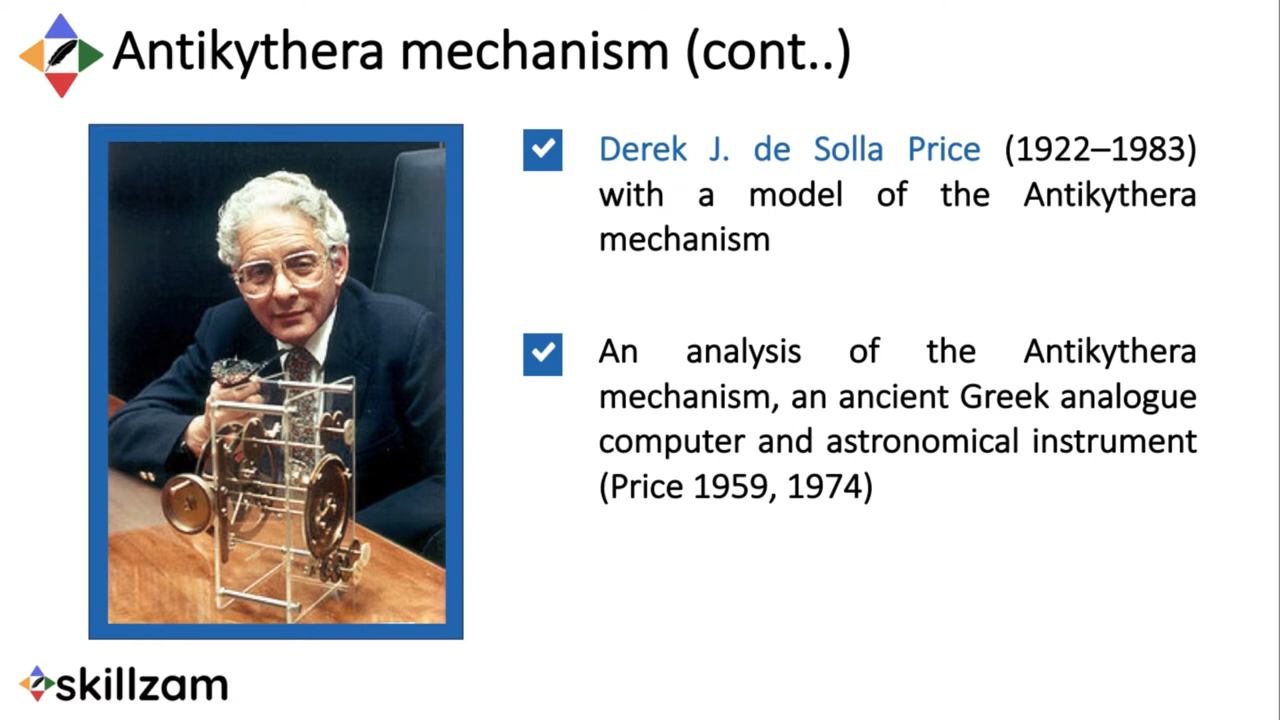 Antikythera mechanism (cont..)
Derek J. de Solla Price (1922–1983)
with a model of the Antikythera
mechanism
An analysis of the Antikythera
mechanism, an ancient Greek analogue
computer and astronomical instrument
(Price 1959, 1974)
skillzam